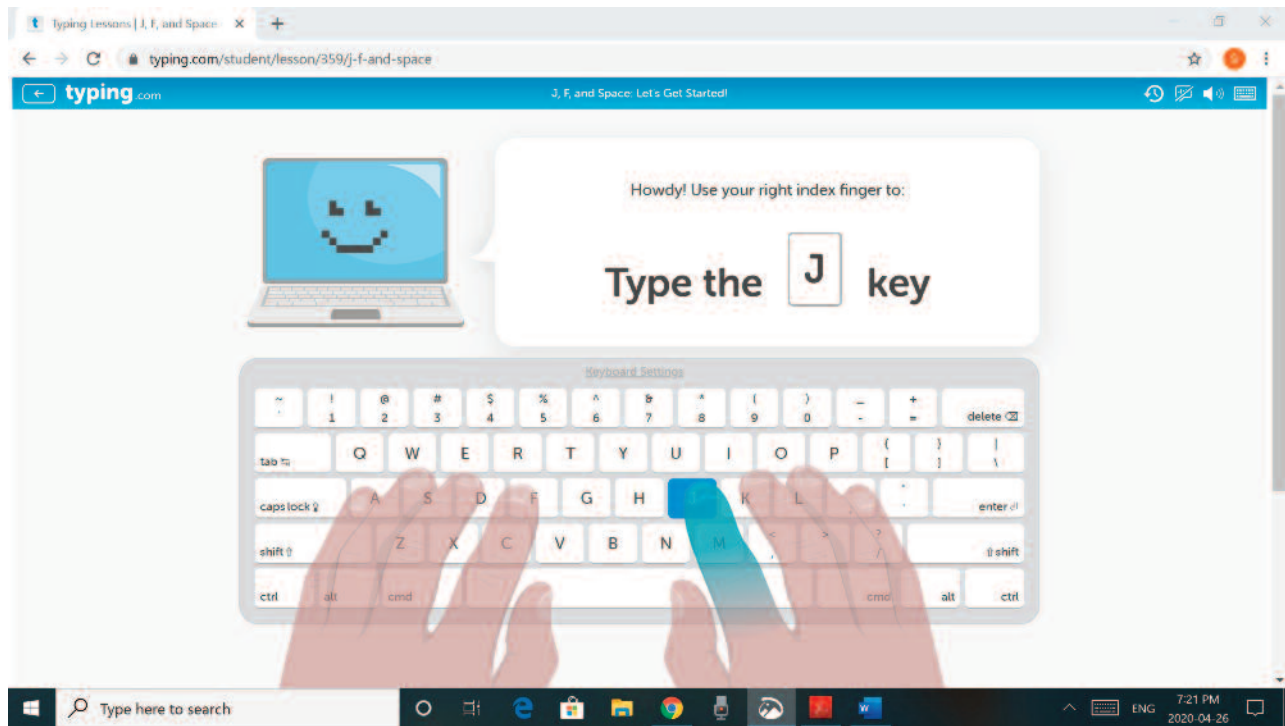 Typing Lessons | J, F, and Space
typing.com/student/lesson/359/j-f-and-space
typing.com
J, F, and Space: Let's Get Started!
Howdy! Use your right index finger to:
Type the J key
Keyboard Settings
~ ! @ # $ % ^ & * ( ) _ +
` 1 2 3 4 5 6 7 8 9 0 - = delete
tab Q W E R T Y U I O P { } |
[ ] \
caps lock A S D F G H J K L enter
shift Z X C V B N M < > ?
, / shift
ctrl alt cmd cmd alt ctrl
Type here to search
ENG
7:21 PM
2020-04-26